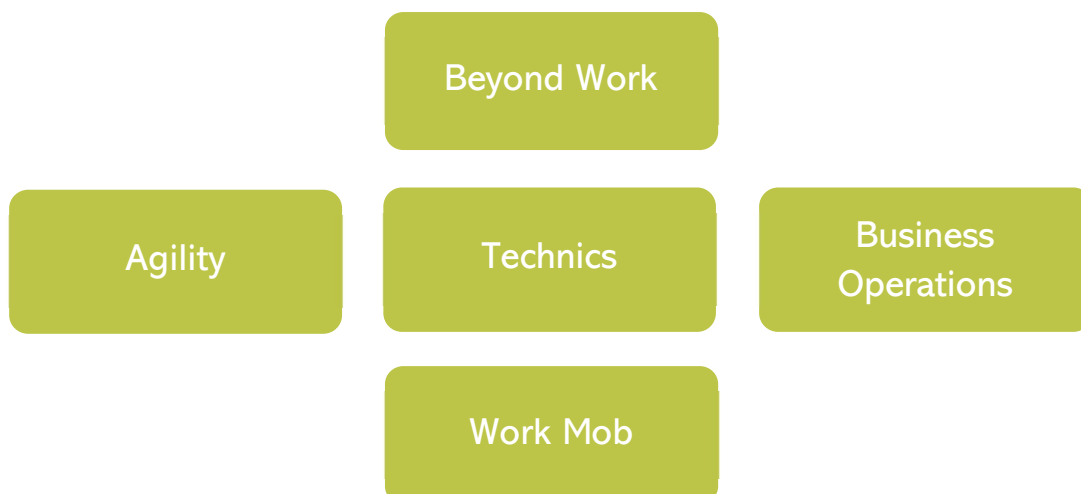 Beyond Work
Agility
Technics
Business
Operations
Work Mob